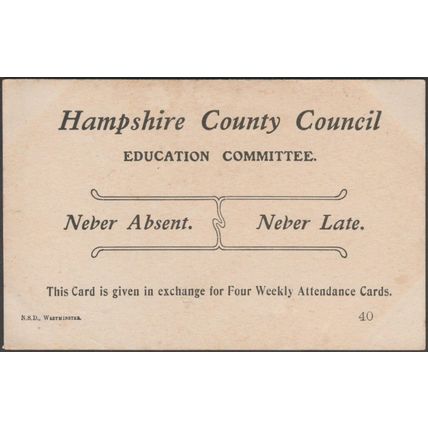 Hampshire County Council
EDUCATION COMMITTEE.
Never Absent. Never Late.
This Card is given in exchange for Four Weekly Attendance Cards.
N.S.D., WESTMINSTER.
40